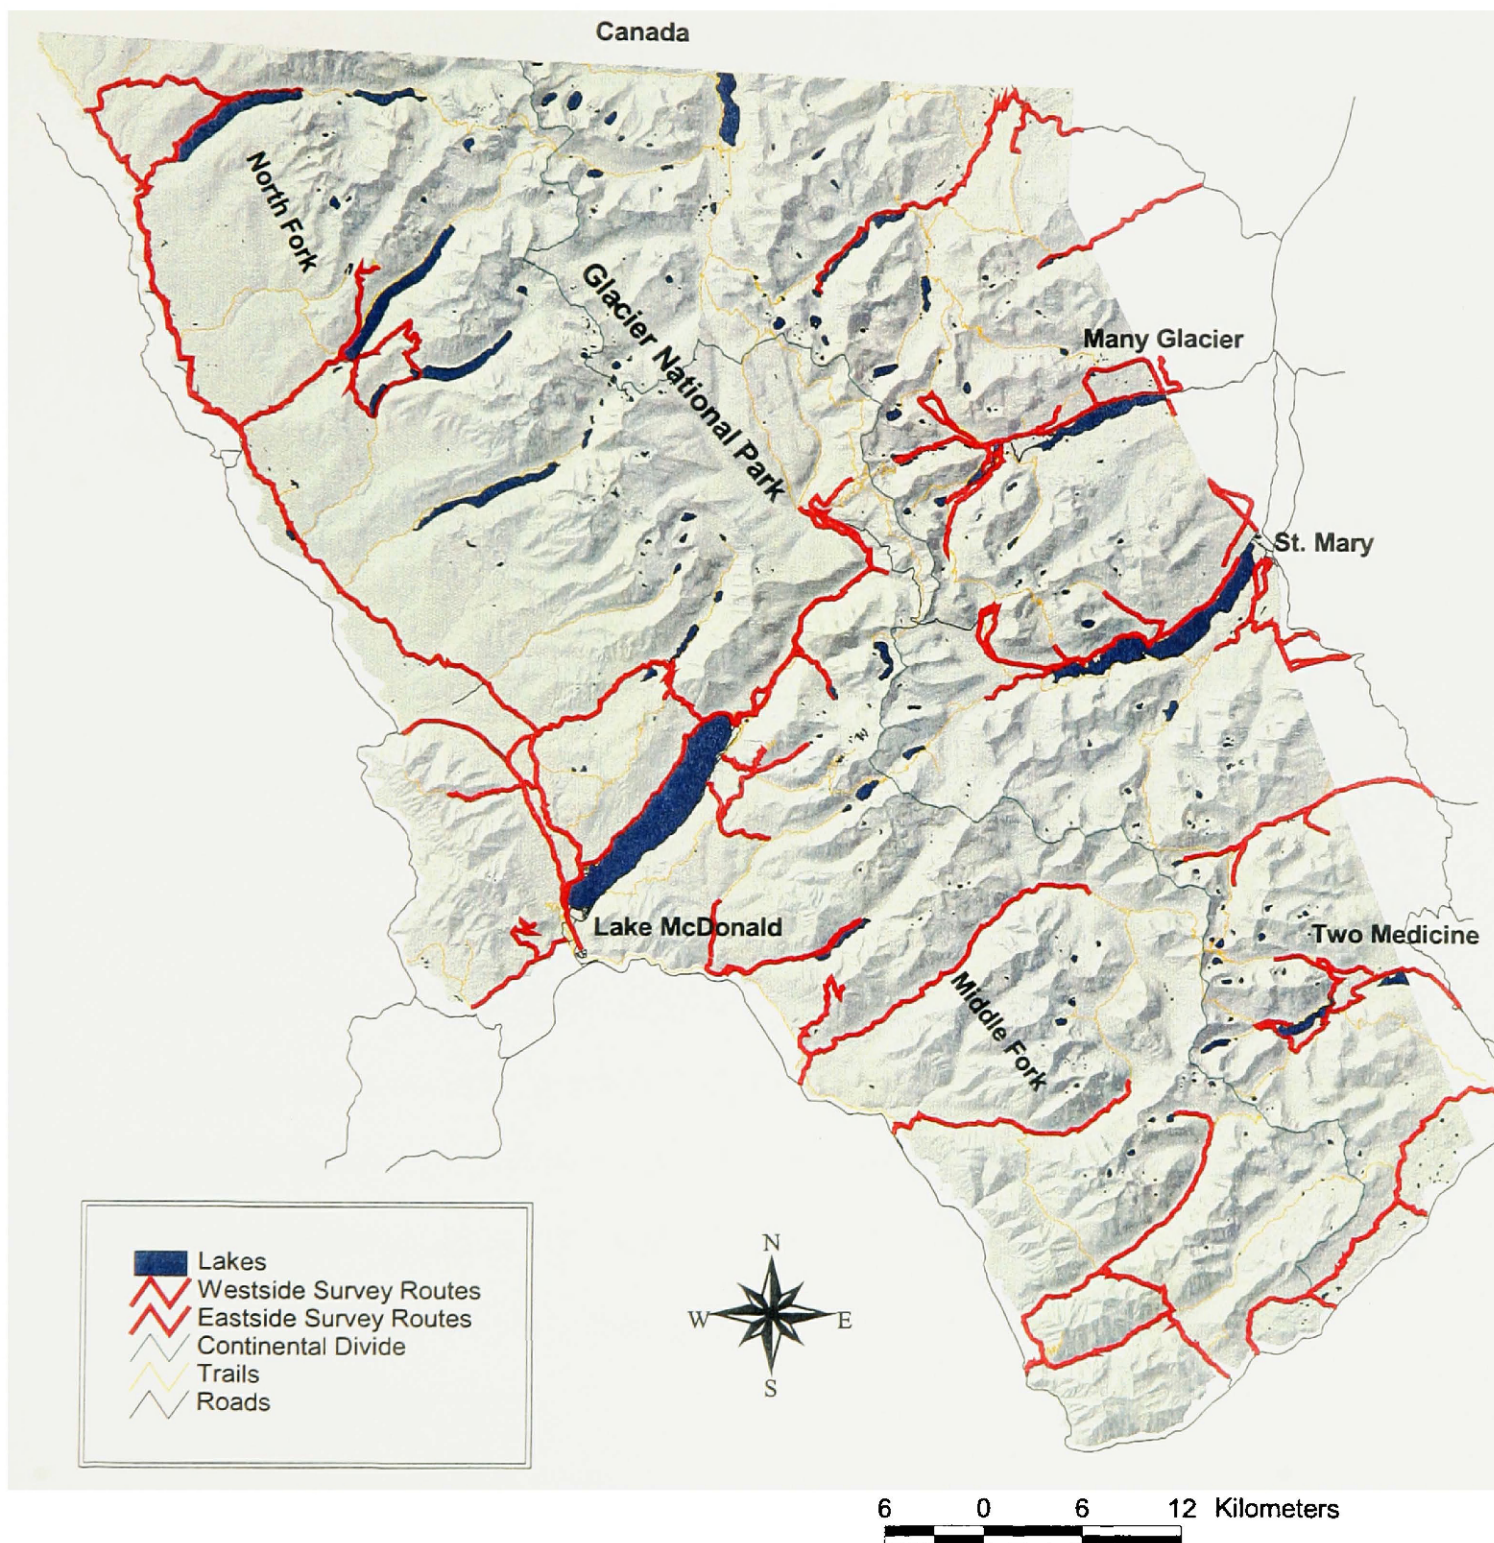 Canada
North Fork
Glacier National Park
Many Glacier
St. Mary
Lake McDonald
Two Medicine
Middle Fork
Lakes
Westside Survey Routes
Eastside Survey Routes
Continental Divide
Trails
Roads
N
W E
S
6 0 6 12 Kilometers